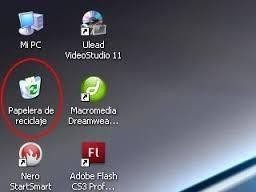 Mi PC
Ulead
VideoStudio 11
Papelera de
reciclaje
Macromedia
Dreamwea...
Nero
StartSmart
Adobe Flash
CS3 Prof...